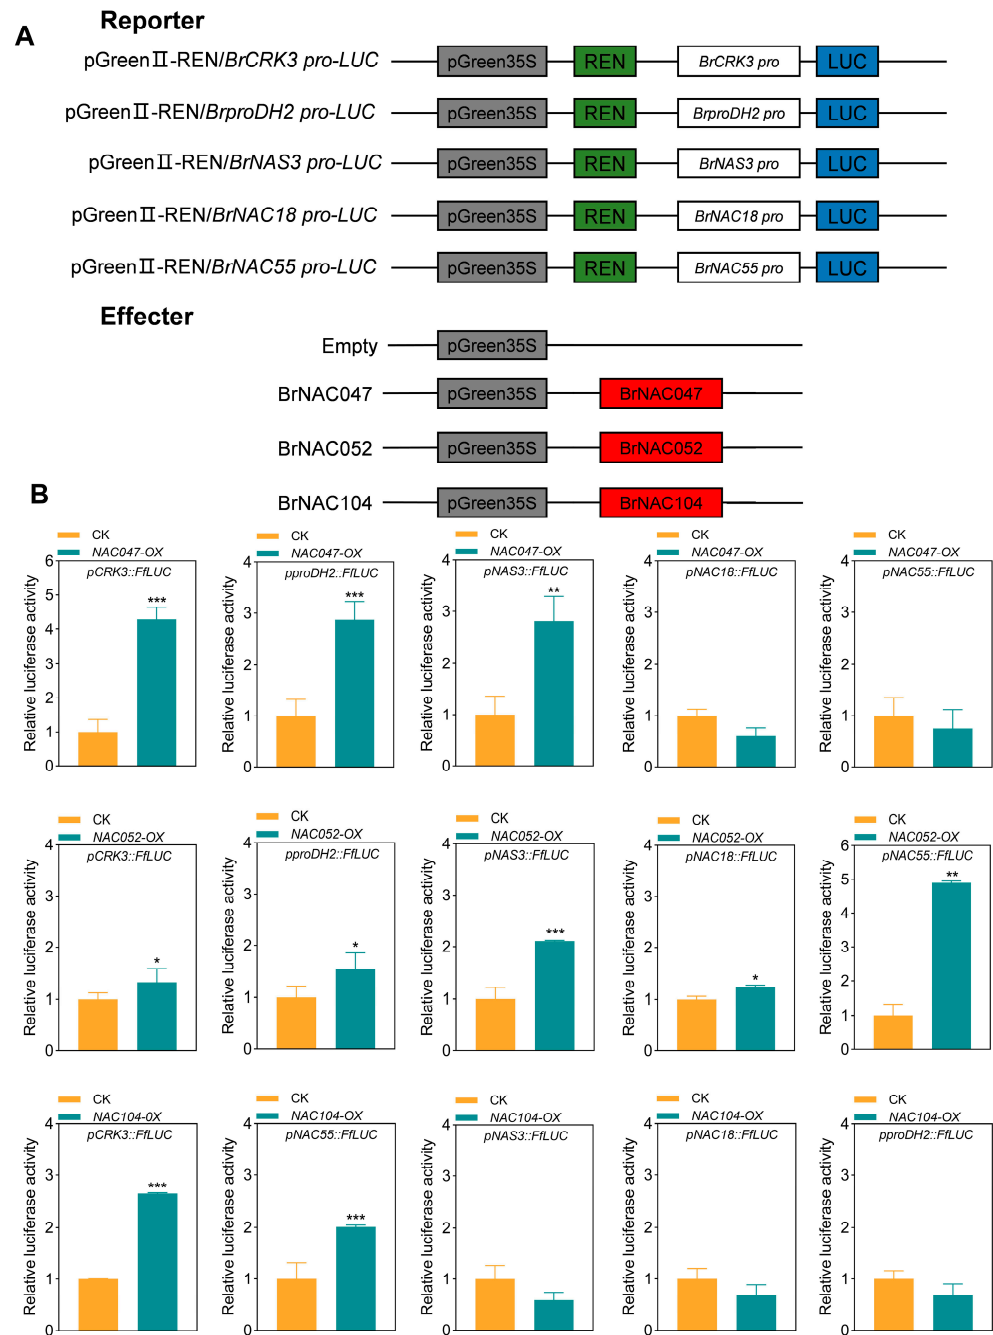 A
Reporter
pGreenⅡ-REN/BrCRK3 pro-LUC pGreen35S REN BrCRK3 pro LUC
pGreenⅡ-REN/BrproDH2 pro-LUC pGreen35S REN BrproDH2 pro LUC
pGreenⅡ-REN/BrNAS3 pro-LUC pGreen35S REN BrNAS3 pro LUC
pGreenⅡ-REN/BrNAC18 pro-LUC pGreen35S REN BrNAC18 pro LUC
pGreenⅡ-REN/BrNAC55 pro-LUC pGreen35S REN BrNAC55 pro LUC
Effecter
Empty pGreen35S
BrNAC047 pGreen35S BrNAC047
BrNAC052 pGreen35S BrNAC052
BrNAC104 pGreen35S BrNAC104
B
CK
NAC047-OX
pCRK3::FfLUC
Relative luciferase activity
6
5
4
3
2
1
0
***
CK
NAC047-OX
pproDH2::FfLUC
Relative luciferase activity
4
3
2
1
0
***
CK
NAC047-OX
pNAS3::FfLUC
Relative luciferase activity
4
3
2
1
0
**
CK
NAC047-OX
pNAC18::FfLUC
Relative luciferase activity
4
3
2
1
0
CK
NAC047-OX
pNAC55::FfLUC
Relative luciferase activity
4
3
2
1
0
CK
NAC052-OX
pCRK3::FfLUC
Relative luciferase activity
4
3
2
1
0
*
CK
NAC052-OX
pproDH2::FfLUC
Relative luciferase activity
4
3
2
1
0
*
CK
NAC052-OX
pNAS3::FfLUC
Relative luciferase activity
4
3
2
1
0
***
CK
NAC052-OX
pNAC18::FfLUC
Relative luciferase activity
4
3
2
1
0
*
CK
NAC052-OX
pNAC55::FfLUC
Relative luciferase activity
6
5
4
3
2
1
0
**
CK
NAC104-0X
pCRK3::FfLUC
Relative luciferase activity
4
3
2
1
0
***
CK
NAC104-OX
pNAC55::FfLUC
Relative luciferase activity
4
3
2
1
0
***
CK
NAC104-OX
pNAS3::FfLUC
Relative luciferase activity
4
3
2
1
0
CK
NAC104-OX
pNAC18::FfLUC
Relative luciferase activity
4
3
2
1
0
CK
NAC104-OX
pproDH2::FfLUC
Relative luciferase activity
4
3
2
1
0